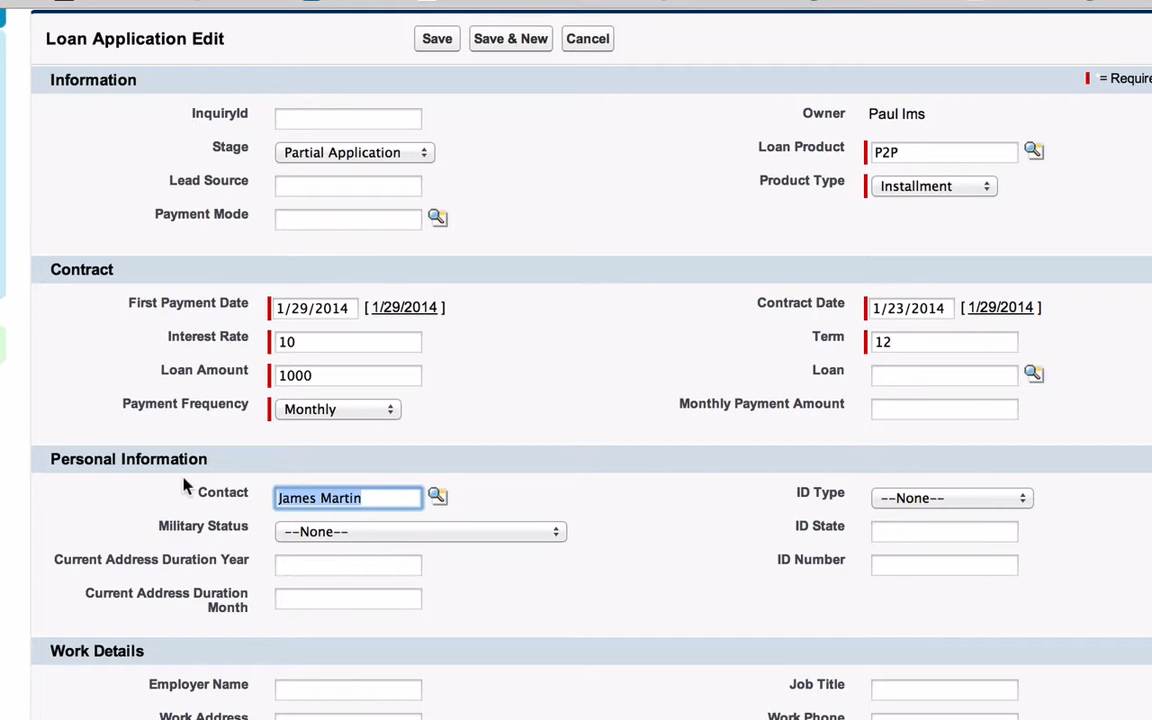 Loan Application Edit Save Save & New Cancel
Information = Require
InquiryId Owner Paul Ims
Stage Partial Application Loan Product P2P
Lead Source Product Type Installment
Payment Mode
Contract
First Payment Date 1/29/2014 [ 1/29/2014 ] Contract Date 1/23/2014 [ 1/29/2014 ]
Interest Rate 10 Term 12
Loan Amount 1000 Loan
Payment Frequency Monthly Monthly Payment Amount
Personal Information
Contact James Martin ID Type --None--
Military Status --None-- ID State
Current Address Duration Year ID Number
Current Address Duration
Month
Work Details
Employer Name Job Title
Work Address Work Phone